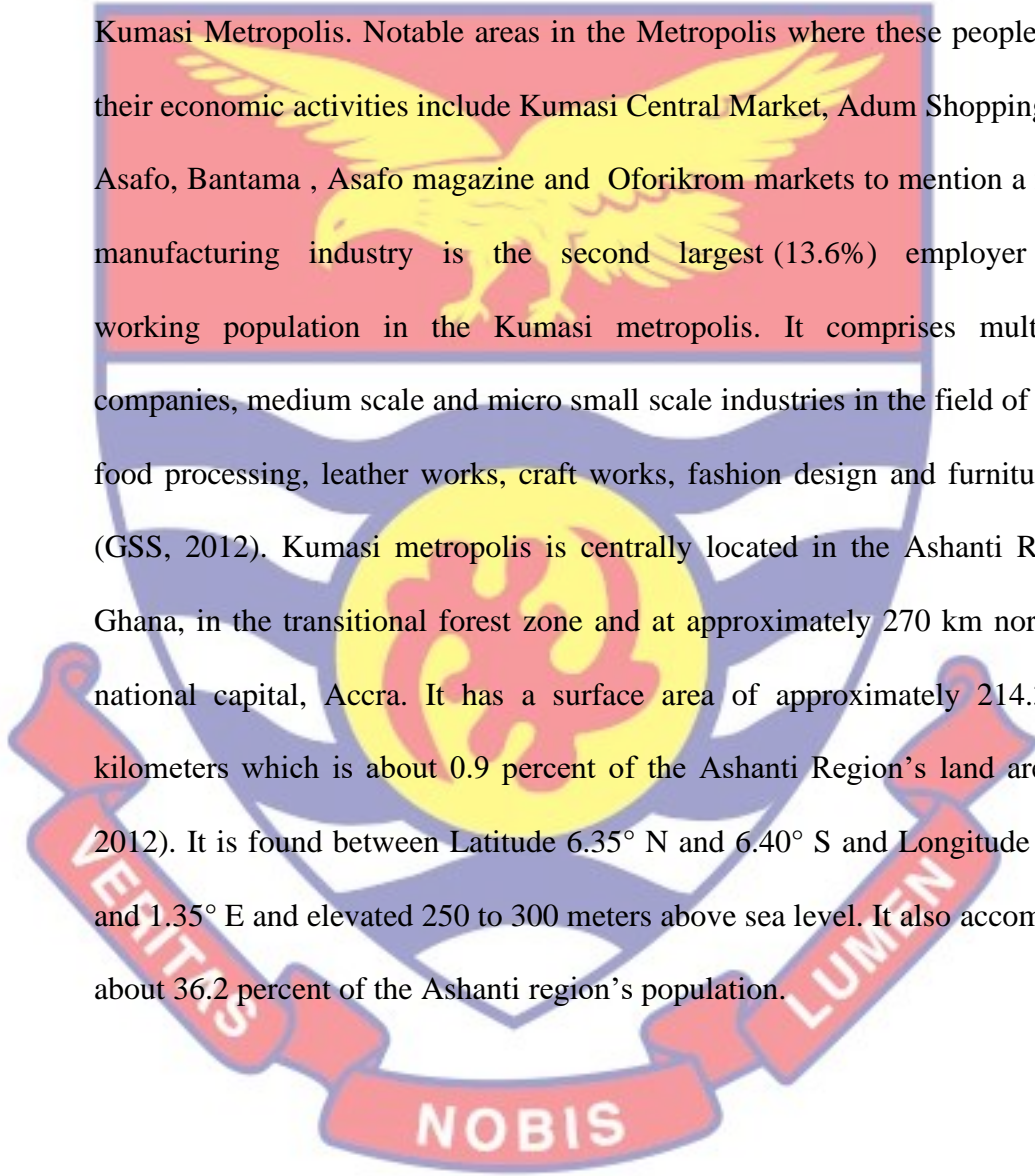 Kumasi Metropolis. Notable areas in the Metropolis where these people
their economic activities include Kumasi Central Market, Adum Shopping
Asafo, Bantama , Asafo magazine and Oforikrom markets to mention a
manufacturing industry is the second largest (13.6%) employer
working population in the Kumasi metropolis. It comprises mult
companies, medium scale and micro small scale industries in the field of
food processing, leather works, craft works, fashion design and furnitu
(GSS, 2012). Kumasi metropolis is centrally located in the Ashanti R
Ghana, in the transitional forest zone and at approximately 270 km nor
national capital, Accra. It has a surface area of approximately 214.
kilometers which is about 0.9 percent of the Ashanti Region’s land are
2012). It is found between Latitude 6.35° N and 6.40° S and Longitude
and 1.35° E and elevated 250 to 300 meters above sea level. It also accom
about 36.2 percent of the Ashanti region’s population.
VERITAS
NOBIS
LUMEN